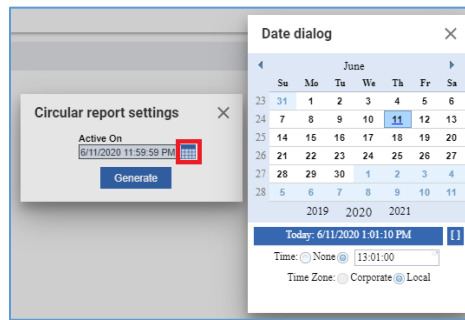 Circular report settings
Active On
6/11/2020 11:59:59 PM
Generate
Date dialog
June
Su Mo Tu We Th Fr Sa
23 31 1 2 3 4 5 6
24 7 8 9 10 11 12 13
25 14 15 16 17 18 19 20
26 21 22 23 24 25 26 27
27 28 29 30 1 2 3 4
28 5 6 7 8 9 10 11
2019 2020 2021
Today: 6/11/2020 1:01:10 PM []
Time: None 13:01:00
Time Zone: Corporate Local